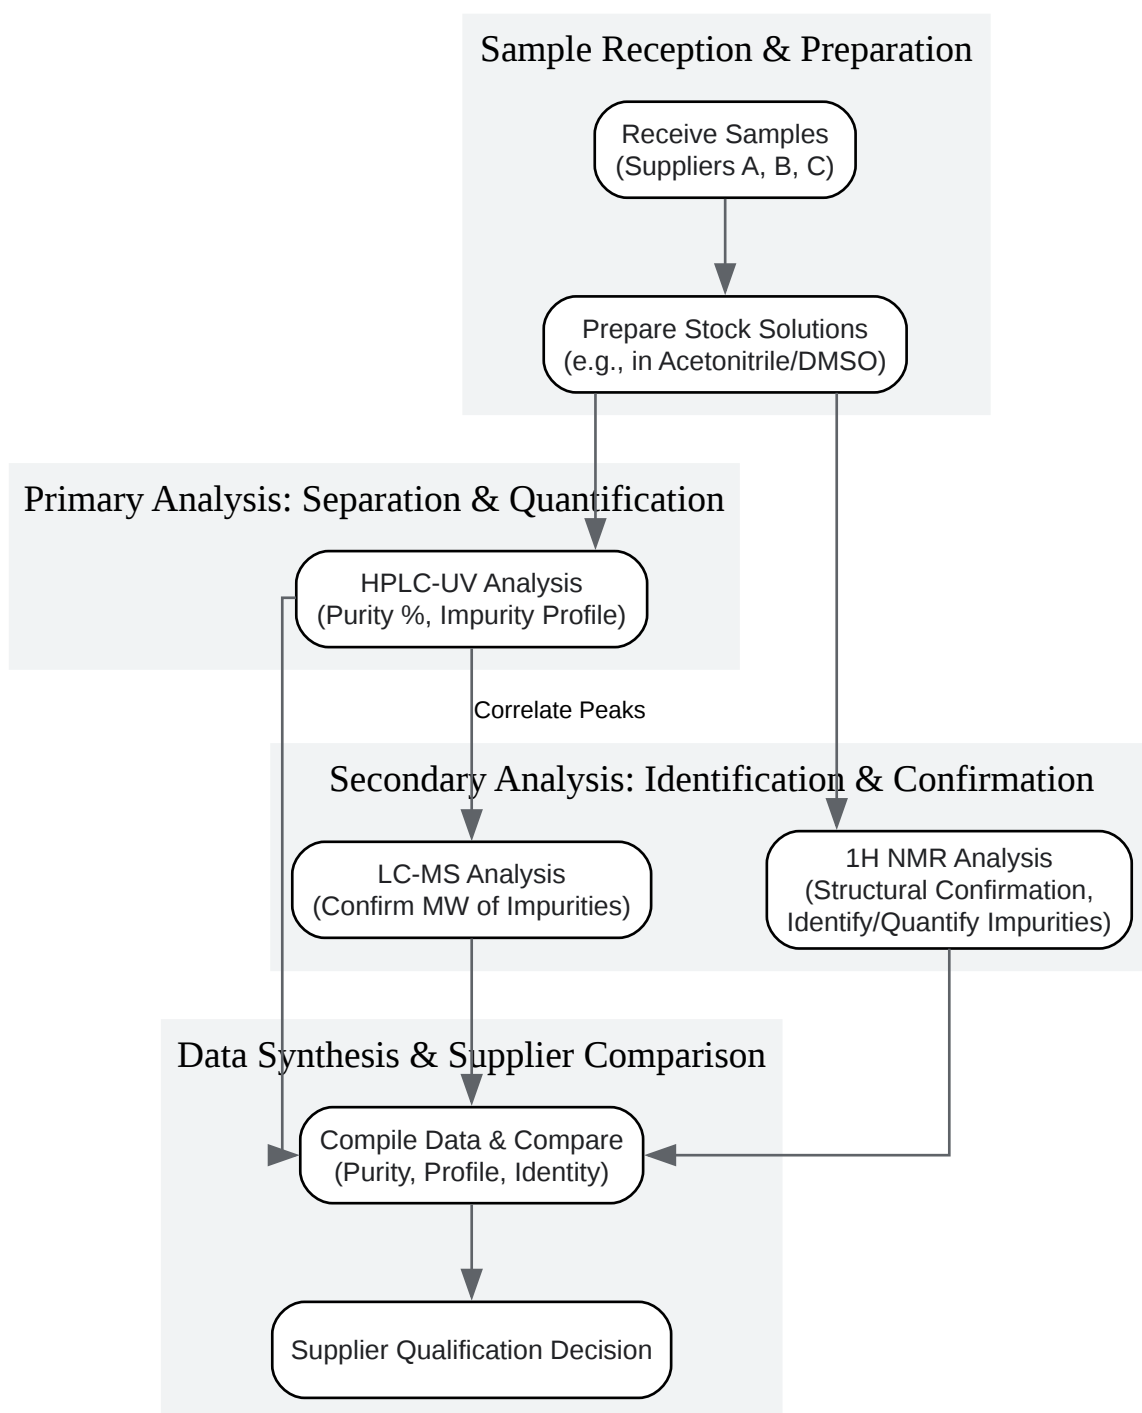 Sample Reception & Preparation
Receive Samples
(Suppliers A, B, C)
Prepare Stock Solutions
(e.g., in Acetonitrile/DMSO)
Primary Analysis: Separation & Quantification
HPLC-UV Analysis
(Purity %, Impurity Profile)
Correlate Peaks
Secondary Analysis: Identification & Confirmation
LC-MS Analysis
(Confirm MW of Impurities)
1H NMR Analysis
(Structural Confirmation,
Identify/Quantify Impurities)
Data Synthesis & Supplier Comparison
Compile Data & Compare
(Purity, Profile, Identity)
Supplier Qualification Decision